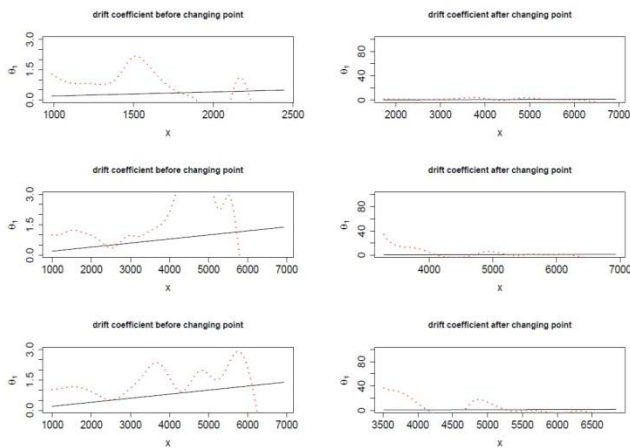 drift coefficient before changing point
θ1
0.0 1.5 3.0
1000 1500 2000 2500
X
drift coefficient after changing point
θ1
0 40 80
2000 3000 4000 5000 6000 7000
X
drift coefficient before changing point
θ1
0.0 1.5 3.0
1000 2000 3000 4000 5000 6000 7000
X
drift coefficient after changing point
θ1
0 40 80
4000 5000 6000 7000
X
drift coefficient before changing point
θ1
0.0 1.5 3.0
1000 2000 3000 4000 5000 6000 7000
X
drift coefficient after changing point
θ1
0 40 80
3500 4000 4500 5000 5500 6000 6500
X